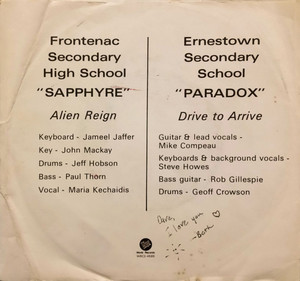 Frontenac
Secondary
High School
"SAPPHYRE"
Alien Reign
Keyboard - Jameel Jaffer
Key - John Mackay
Drums - Jeff Hobson
Bass - Paul Thorn
Vocal - Maria Kechaidis
Ernestown
Secondary
School
"PARADOX"
Drive to Arrive
Guitar & lead vocals -
Mike Compeau
Keyboards & background vocals -
Steve Howes
Bass guitar - Rob Gillespie
Drums - Geoff Crowson
Dave,
I love you